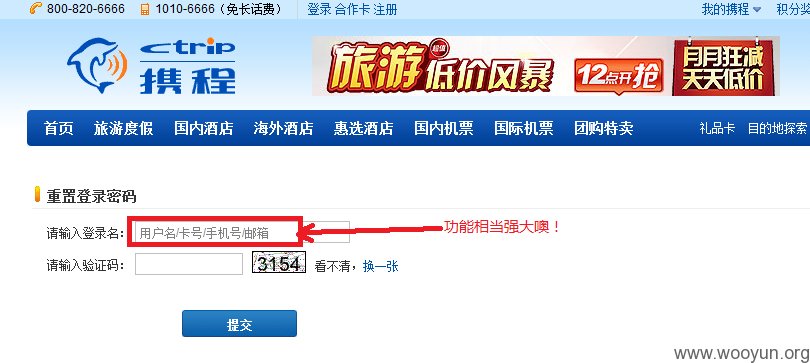 800-820-6666 1010-6666（免长话费） 登录 合作卡 注册 我的携程 积分奖
Ctrip
携程
旅游 超值 低价风暴 12点开抢 月月狂减
天天低价
首页 旅游度假 国内酒店 海外酒店 惠选酒店 国内机票 国际机票 团购特卖 礼品卡 目的地探索
重置登录密码
请输入登录名： 用户名/卡号/手机号/邮箱 功能相当强大噢！
请输入验证码： 3154 看不清，换一张
提交
www.wooyun.org